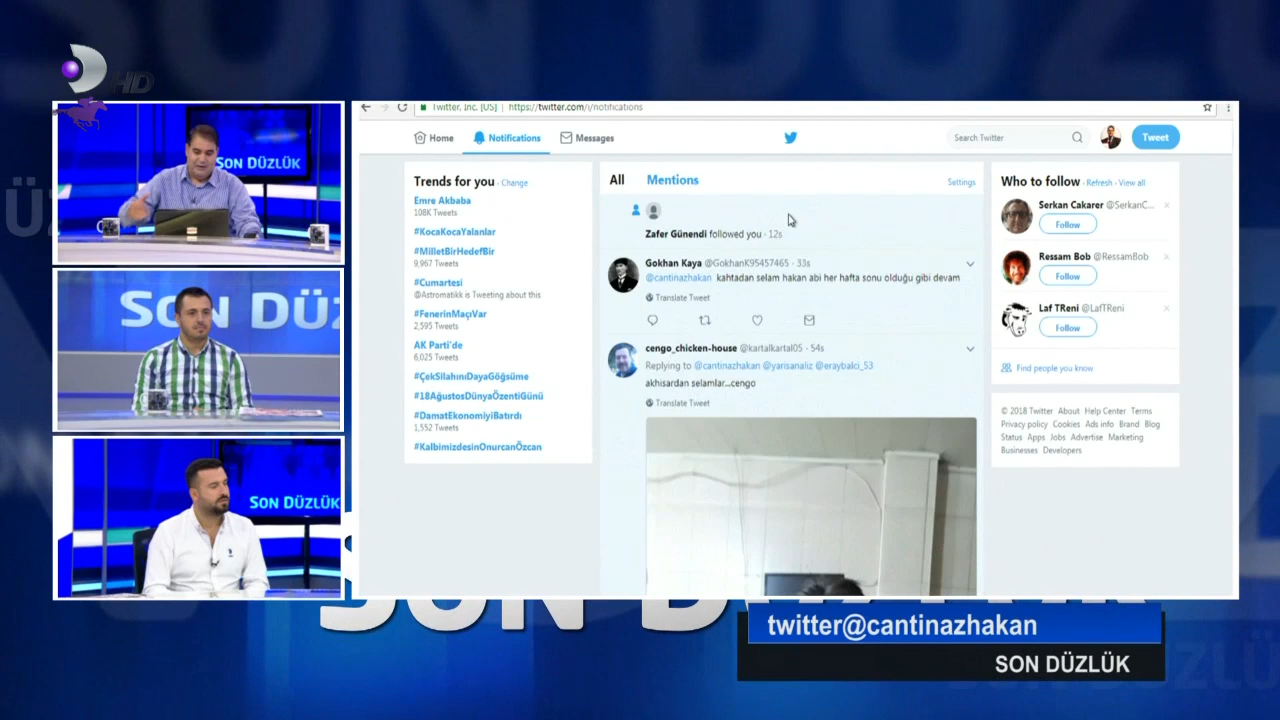 SON DÜZLÜK
HD
SON DÜZLÜK
SON DÜZ
SON DÜZLÜK
Twitter, Inc. [US] | https://twitter.com/i/notifications
Home Notifications Messages
Search Twitter
Tweet
Trends for you · Change
Emre Akbaba
108K Tweets
#KocaKocaYalanlar
#MilletBirHedefBir
9,967 Tweets
#Cumartesi
@Astromatikk is Tweeting about this
#FenerinMaçıVar
2,595 Tweets
AK Parti'de
6,025 Tweets
#ÇekSilahınıDayaGöğsüme
#18AğustosDünyaÖzentiGünü
#DamatEkonomiyiBatırdı
1,552 Tweets
#KalbimizdesinOnurcanÖzcan
All Mentions Settings
Zafer Günendi followed you · 12s
Gokhan Kaya @GokhanK95457465 · 33s
@cantinazhakan kahtadan selam hakan abi her hafta sonu olduğu gibi devam
Translate Tweet
cengo_chicken-house @kartalkartal05 · 54s
Replying to @cantinazhakan @yarisanaliz @eraybalci_53
akhisardan selamlar...cengo
Translate Tweet
Who to follow · Refresh · View all
Serkan Cakarer @SerkanC...
Follow
Ressam Bob @RessamBob
Follow
Laf TReni @LafTReni
Follow
Find people you know
© 2018 Twitter About Help Center Terms
Privacy policy Cookies Ads info Brand Blog
Status Apps Jobs Advertise Marketing
Businesses Developers
twitter@cantinazhakan
SON DÜZLÜK